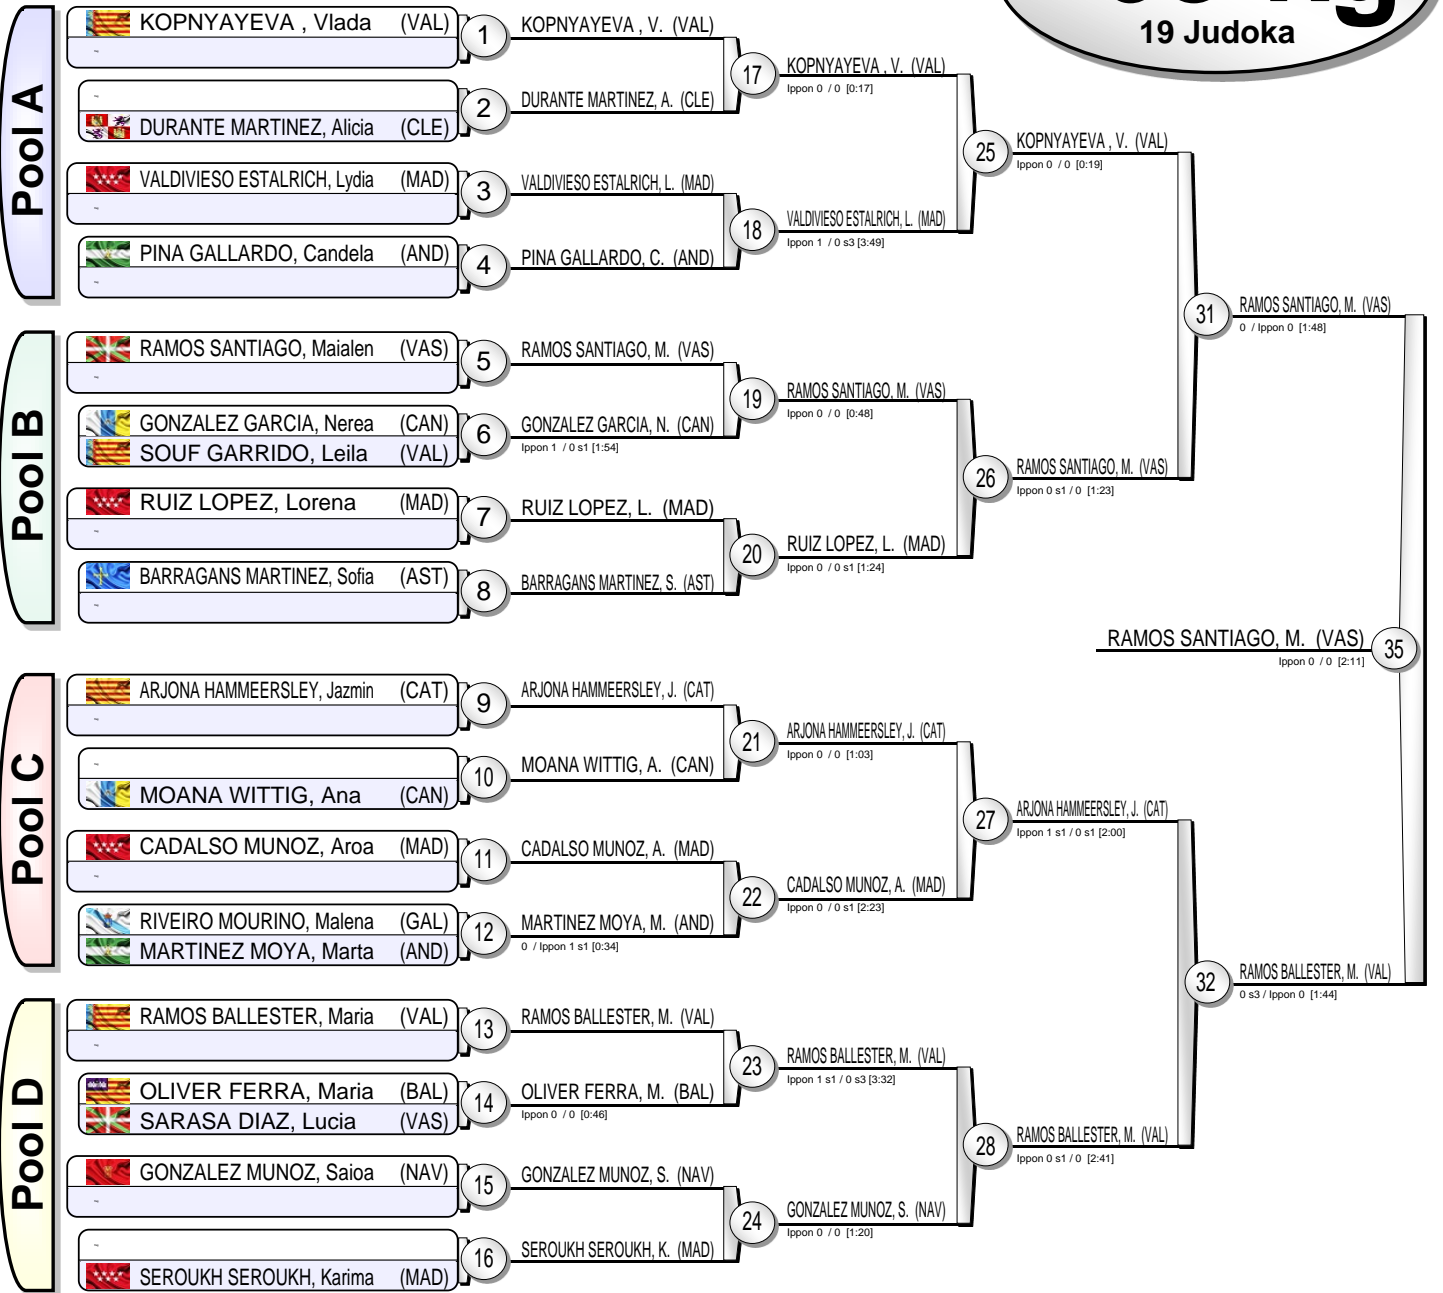 19 Judoka
Pool A
KOPNYAYEVA , Vlada (VAL)
~
1
~
DURANTE MARTINEZ, Alicia (CLE)
2
VALDIVIESO ESTALRICH, Lydia (MAD)
~
3
PINA GALLARDO, Candela (AND)
~
4
Pool B
RAMOS SANTIAGO, Maialen (VAS)
~
5
GONZALEZ GARCIA, Nerea (CAN)
SOUF GARRIDO, Leila (VAL)
6
RUIZ LOPEZ, Lorena (MAD)
~
7
BARRAGANS MARTINEZ, Sofia (AST)
~
8
Pool C
ARJONA HAMMEERSLEY, Jazmin (CAT)
~
9
~
MOANA WITTIG, Ana (CAN)
10
CADALSO MUNOZ, Aroa (MAD)
~
11
RIVEIRO MOURINO, Malena (GAL)
MARTINEZ MOYA, Marta (AND)
12
Pool D
RAMOS BALLESTER, Maria (VAL)
~
13
OLIVER FERRA, Maria (BAL)
SARASA DIAZ, Lucia (VAS)
14
GONZALEZ MUNOZ, Saioa (NAV)
~
15
~
SEROUKH SEROUKH, Karima (MAD)
16
KOPNYAYEVA , V. (VAL)
DURANTE MARTINEZ, A. (CLE)
17
VALDIVIESO ESTALRICH, L. (MAD)
PINA GALLARDO, C. (AND)
18
RAMOS SANTIAGO, M. (VAS)
GONZALEZ GARCIA, N. (CAN)
Ippon 1 / 0 s1 [1:54]
19
RUIZ LOPEZ, L. (MAD)
BARRAGANS MARTINEZ, S. (AST)
20
ARJONA HAMMEERSLEY, J. (CAT)
MOANA WITTIG, A. (CAN)
21
CADALSO MUNOZ, A. (MAD)
MARTINEZ MOYA, M. (AND)
0 / Ippon 1 s1 [0:34]
22
RAMOS BALLESTER, M. (VAL)
OLIVER FERRA, M. (BAL)
Ippon 0 / 0 [0:46]
23
GONZALEZ MUNOZ, S. (NAV)
SEROUKH SEROUKH, K. (MAD)
24
KOPNYAYEVA , V. (VAL)
Ippon 0 / 0 [0:17]
VALDIVIESO ESTALRICH, L. (MAD)
Ippon 1 / 0 s3 [3:49]
25
RAMOS SANTIAGO, M. (VAS)
Ippon 0 / 0 [0:48]
RUIZ LOPEZ, L. (MAD)
Ippon 0 / 0 s1 [1:24]
26
ARJONA HAMMEERSLEY, J. (CAT)
Ippon 0 / 0 [1:03]
CADALSO MUNOZ, A. (MAD)
Ippon 0 / 0 s1 [2:23]
27
RAMOS BALLESTER, M. (VAL)
Ippon 1 s1 / 0 s3 [3:32]
GONZALEZ MUNOZ, S. (NAV)
Ippon 0 / 0 [1:20]
28
KOPNYAYEVA , V. (VAL)
Ippon 0 / 0 [0:19]
RAMOS SANTIAGO, M. (VAS)
Ippon 0 s1 / 0 [1:23]
31
ARJONA HAMMEERSLEY, J. (CAT)
Ippon 1 s1 / 0 s1 [2:00]
RAMOS BALLESTER, M. (VAL)
Ippon 0 s1 / 0 [2:41]
32
RAMOS SANTIAGO, M. (VAS)
0 / Ippon 0 [1:48]
RAMOS BALLESTER, M. (VAL)
0 s3 / Ippon 0 [1:44]
RAMOS SANTIAGO, M. (VAS)
Ippon 0 / 0 [2:11]
35